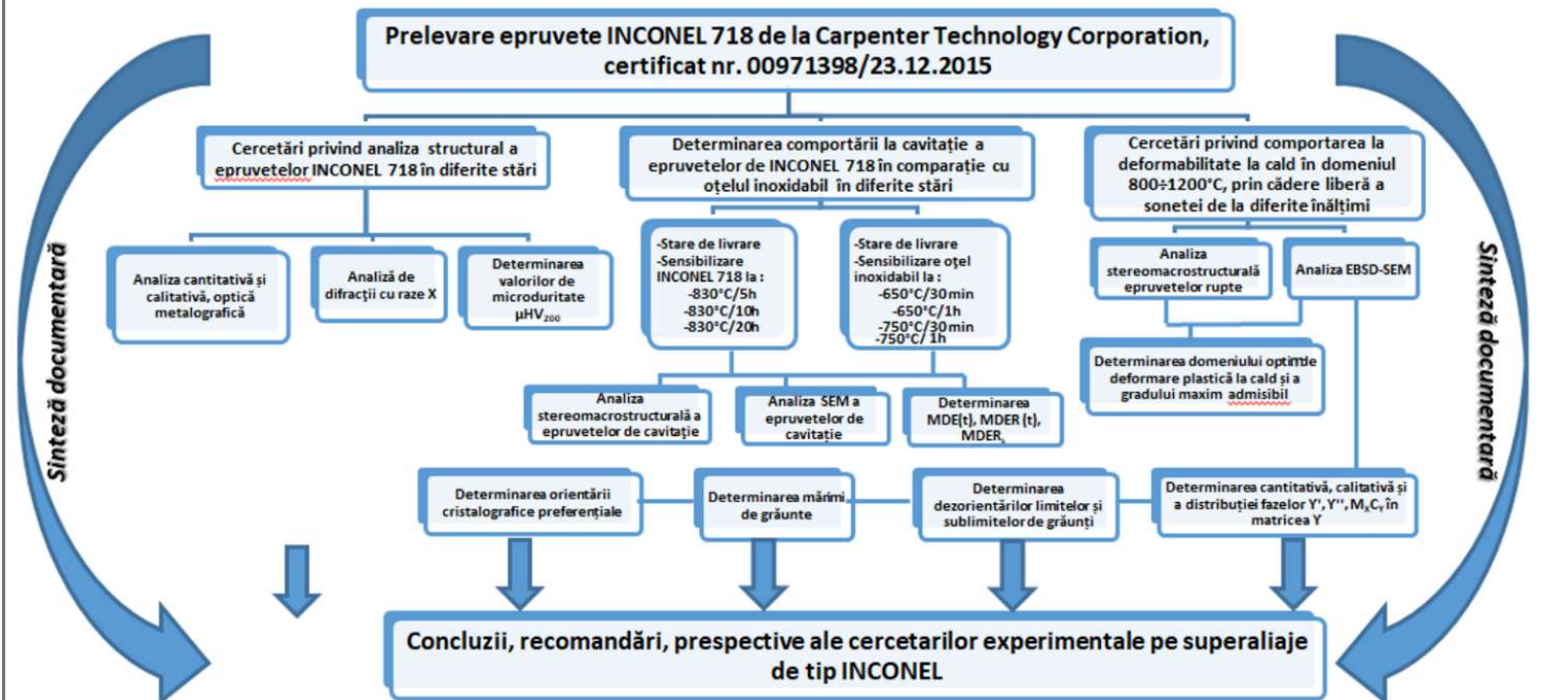 Prelevare epruvete INCONEL 718 de la Carpenter Technology Corporation,
certificat nr. 00971398/23.12.2015
Sinteză documentară
Sinteză documentară
Cercetări privind analiza structural a
epruvetelor INCONEL 718 în diferite stări
Determinarea comportării la cavitație a
epruvetelor de INCONEL 718 în comparație cu
oțelul inoxidabil în diferite stări
Cercetări privind comportarea la
deformabilitate la cald în domeniul
800÷1200°C, prin cădere liberă a
sonetei de la diferite înălțimi
Analiza cantitativă și
calitativă, optică
metalografică
Analiză de
difracții cu raze X
Determinarea
valorilor de
microduritate
μHV₂₀₀
-Stare de livrare
-Sensibilizare
INCONEL 718 la :
-830°C/5h
-830°C/10h
-830°C/20h
-Stare de livrare
-Sensibilizare oțel
inoxidabil la :
-650°C/30min
-650°C/1h
-750°C/30min
-750°C/ 1h
Analiza
stereomacrostructurală
epruvetelor rupte
Analiza EBSD-SEM
Determinarea domeniului optim de
deformare plastică la cald și a
gradului maxim admisibil
Analiza
stereomacrostructurală a
epruvetelor de cavitație
Analiza SEM a
epruvetelor de
cavitație
Determinarea
MDE(t), MDER (t),
MDERₛ
Determinarea orientării
cristalografice preferențiale
Determinarea mărimi
de grăunte
Determinarea
dezorientărilor limitelor și
sublimitelor de grăunți
Determinarea cantitativă, calitativă și
a distribuției fazelor Y', Y'', MₓCᵧ în
matricea Y
Concluzii, recomandări, prespective ale cercetarilor experimentale pe superaliaje
de tip INCONEL